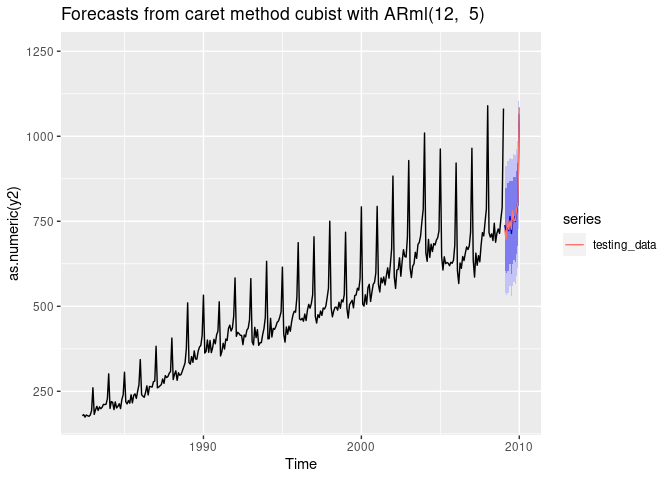 Forecasts from caret method cubist with ARml(12,  5)
as.numeric(y2)
1250
1000
750
500
250
1990
2000
2010
Time
series
testing_data